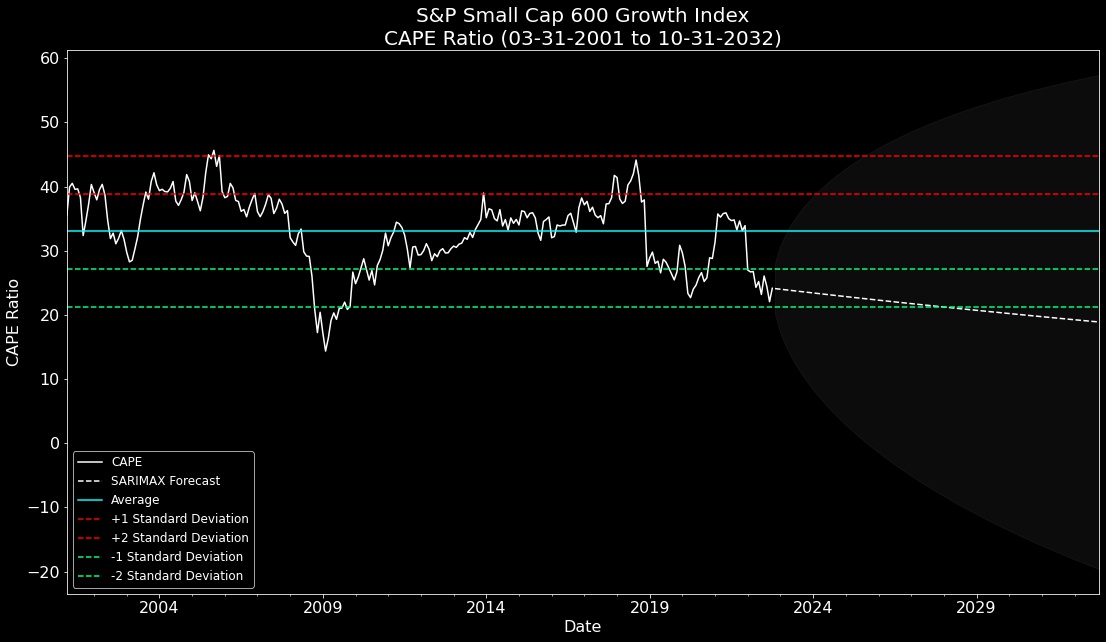 S&P Small Cap 600 Growth Index
CAPE Ratio (03-31-2001 to 10-31-2032)
60
50
40
30
20
10
0
−10
−20
CAPE Ratio
CAPE
SARIMAX Forecast
Average
+1 Standard Deviation
+2 Standard Deviation
-1 Standard Deviation
-2 Standard Deviation
2004 2009 2014 2019 2024 2029
Date